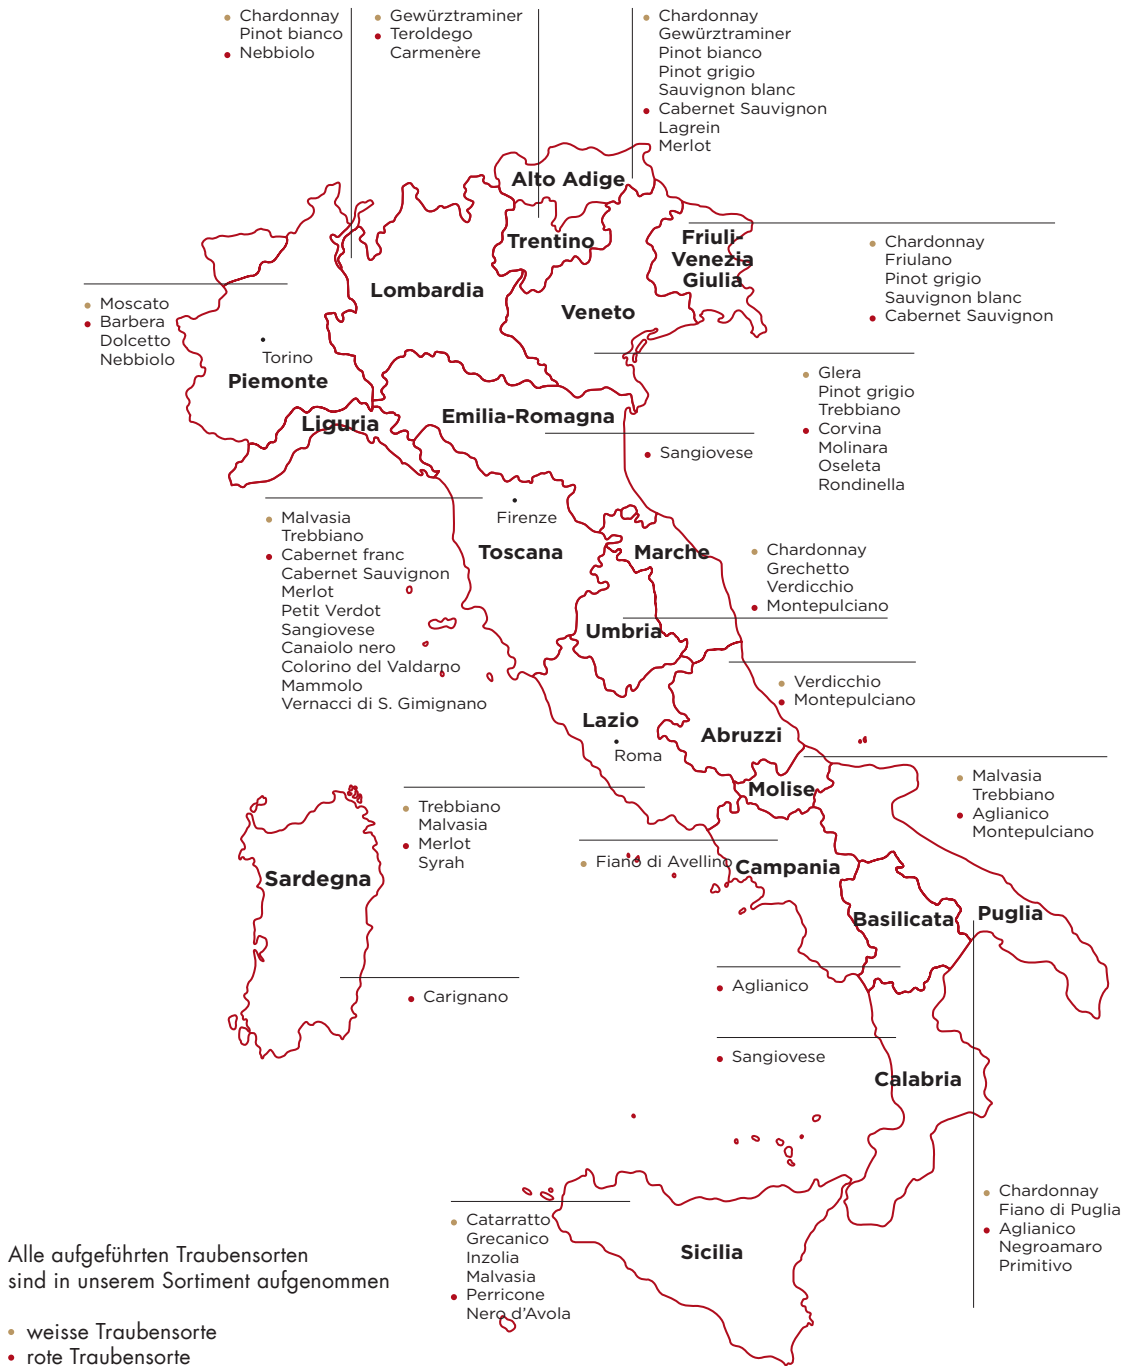 Chardonnay
Pinot bianco
Nebbiolo
Gewürztraminer
Teroldego
Carmenère
Chardonnay
Gewürztraminer
Pinot bianco
Pinot grigio
Sauvignon blanc
Cabernet Sauvignon
Lagrein
Merlot
Alto Adige
Trentino
Friuli-
Venezia
Giulia
Chardonnay
Friulano
Pinot grigio
Sauvignon blanc
Cabernet Sauvignon
Lombardia
Veneto
Moscato
Barbera
Dolcetto
Nebbiolo
Torino
Piemonte
Glera
Pinot grigio
Trebbiano
Corvina
Molinara
Oseleta
Rondinella
Liguria
Emilia-Romagna
Sangiovese
Malvasia
Trebbiano
Cabernet franc
Cabernet Sauvignon
Merlot
Petit Verdot
Sangiovese
Canaiolo nero
Colorino del Valdarno
Mammolo
Vernacci di S. Gimignano
Firenze
Toscana
Marche
Chardonnay
Grechetto
Verdicchio
Montepulciano
Umbria
Verdicchio
Montepulciano
Lazio
Roma
Abruzzi
Molise
Malvasia
Trebbiano
Aglianico
Montepulciano
Trebbiano
Malvasia
Merlot
Syrah
Fiano di Avellino
Campania
Sardegna
Basilicata
Puglia
Carignano
Aglianico
Sangiovese
Calabria
Chardonnay
Fiano di Puglia
Aglianico
Negroamaro
Primitivo
Catarratto
Grecanico
Inzolia
Malvasia
Perricone
Nero d'Avola
Sicilia
Alle aufgeführten Traubensorten
sind in unserem Sortiment aufgenommen
weisse Traubensorte
rote Traubensorte